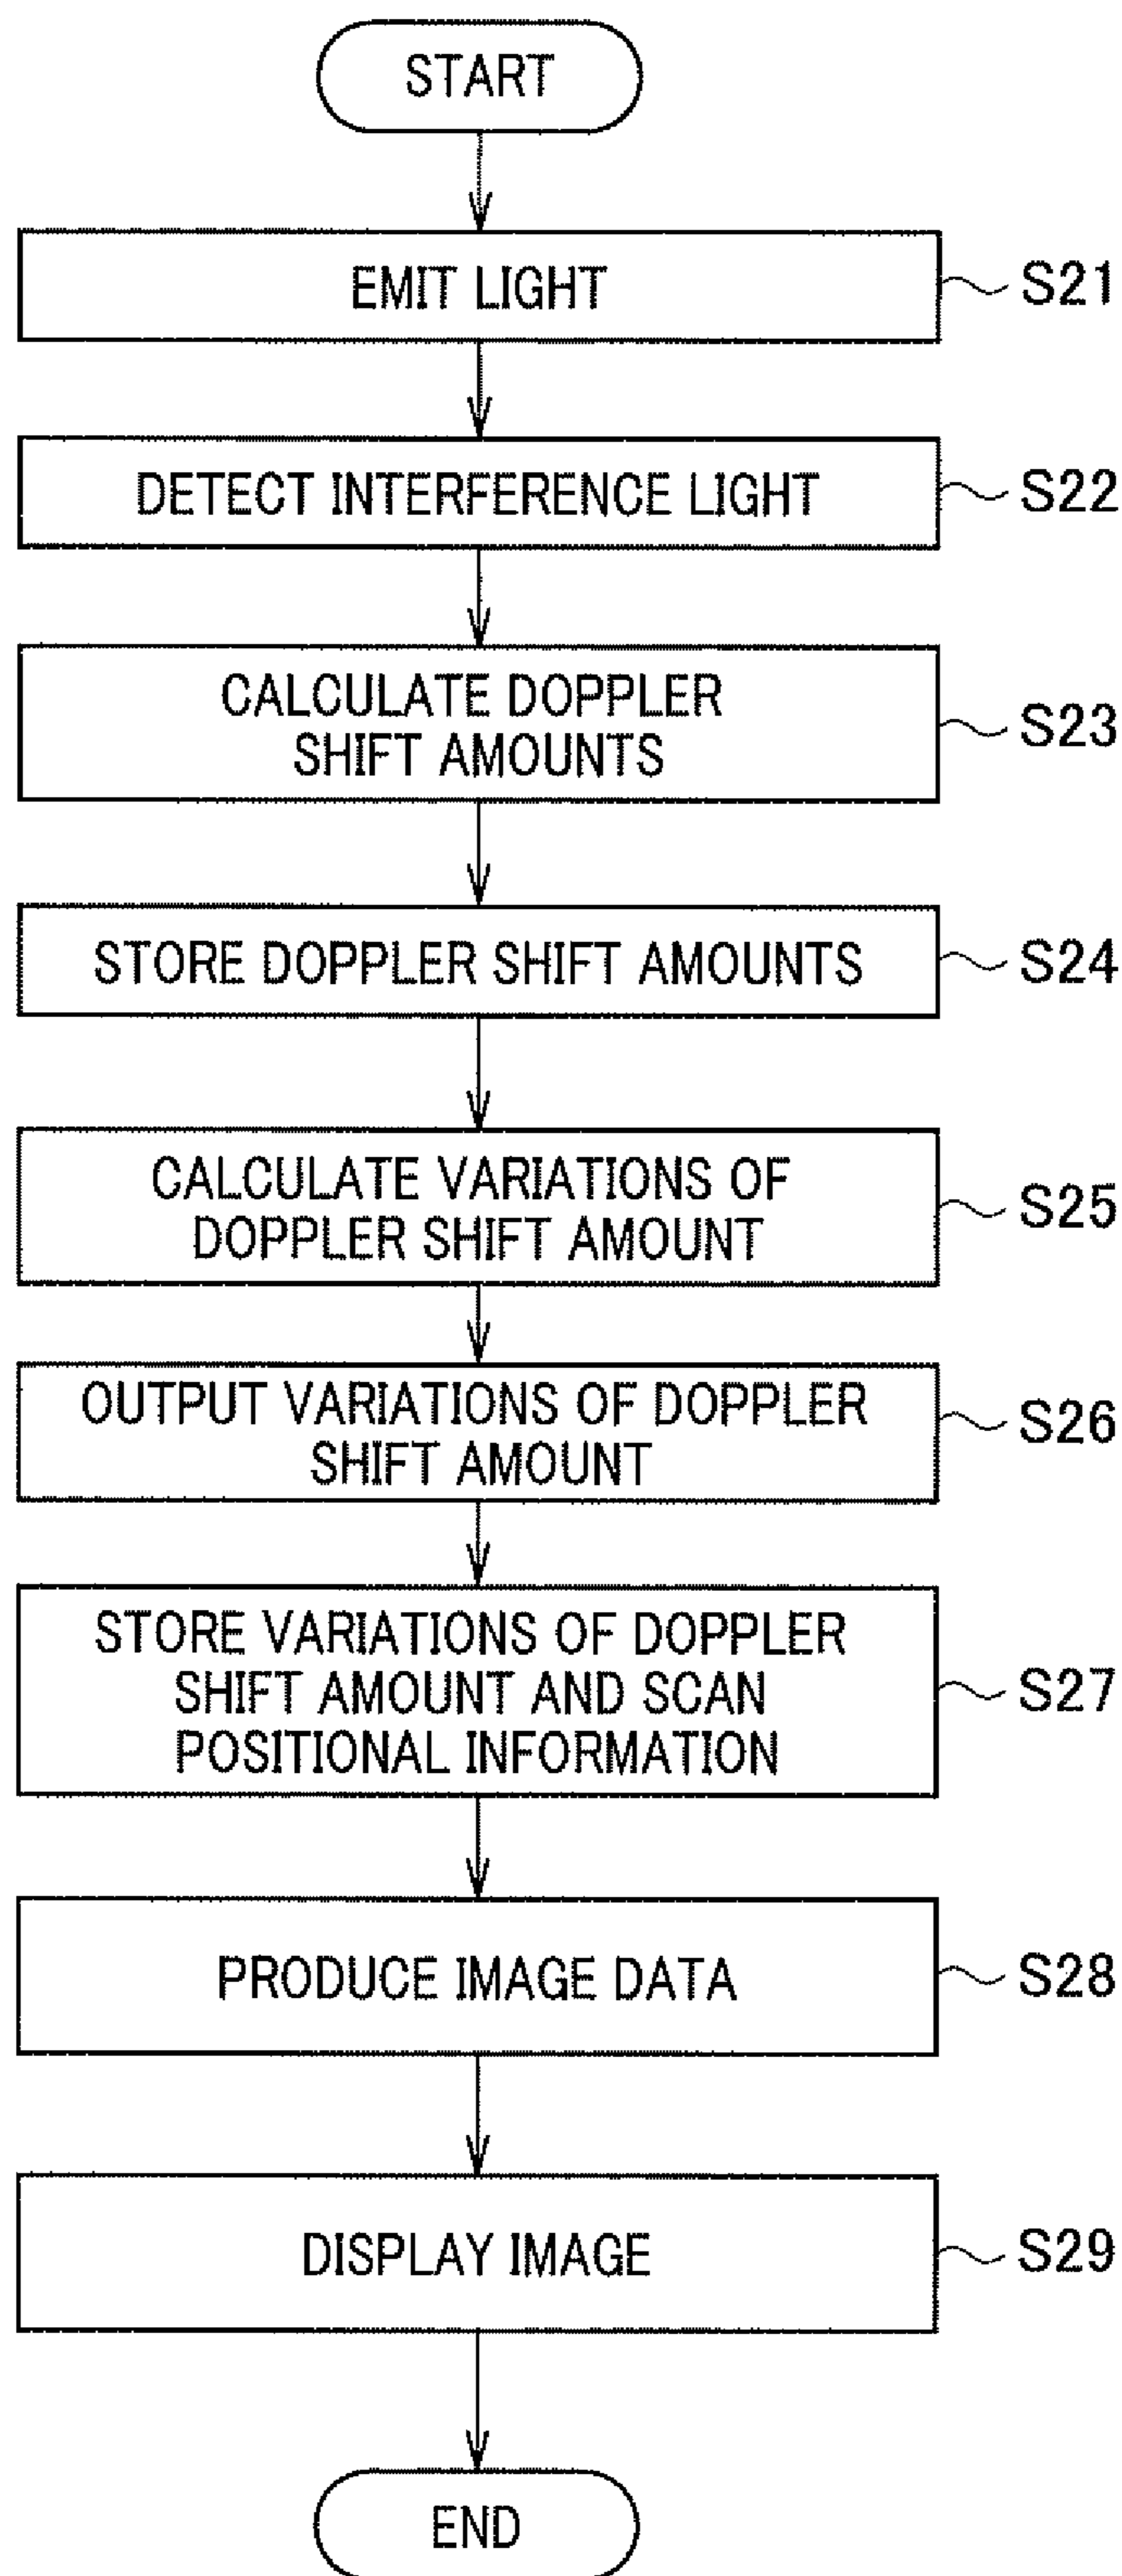 START
EMIT LIGHT
S21
DETECT INTERFERENCE LIGHT
S22
CALCULATE DOPPLER
SHIFT AMOUNTS
S23
STORE DOPPLER SHIFT AMOUNTS
S24
CALCULATE VARIATIONS OF
DOPPLER SHIFT AMOUNT
S25
OUTPUT VARIATIONS OF DOPPLER
SHIFT AMOUNT
S26
STORE VARIATIONS OF DOPPLER
SHIFT AMOUNT AND SCAN
POSITIONAL INFORMATION
S27
PRODUCE IMAGE DATA
S28
DISPLAY IMAGE
S29
END